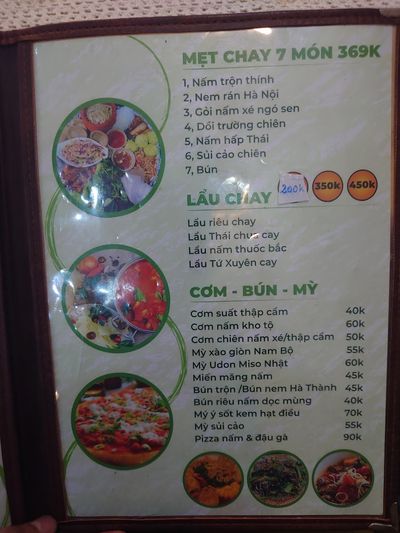 MẸT CHAY 7 MÓN 369K
1, Nấm trộn thính
2, Nem rán Hà Nội
3, Gỏi nấm xé ngó sen
4, Dồi trường chiên
5, Nấm hấp Thái
6, Sủi cảo chiên
7, Bún
LẨU CHAY 200k 350k 450k
Lẩu riêu chay
Lẩu Thái chua cay
Lẩu nấm thuốc bắc
Lẩu Tứ Xuyên cay
CƠM - BÚN - MỲ
Cơm suất thập cẩm 40k
Cơm nấm kho tộ 60k
Cơm chiên nấm xé/thập cẩm 50k
Mỳ xào giòn Nam Bộ 55k
Mỳ Udon Miso Nhật 60k
Miến măng nấm 45k
Bún trộn /Bún nem Hà Thành 45k
Bún riêu nấm dọc mùng 40k
Mý ý sốt kem hạt điều 70k
Mỳ sủi cảo 55k
Pizza nấm & đậu gà 90k